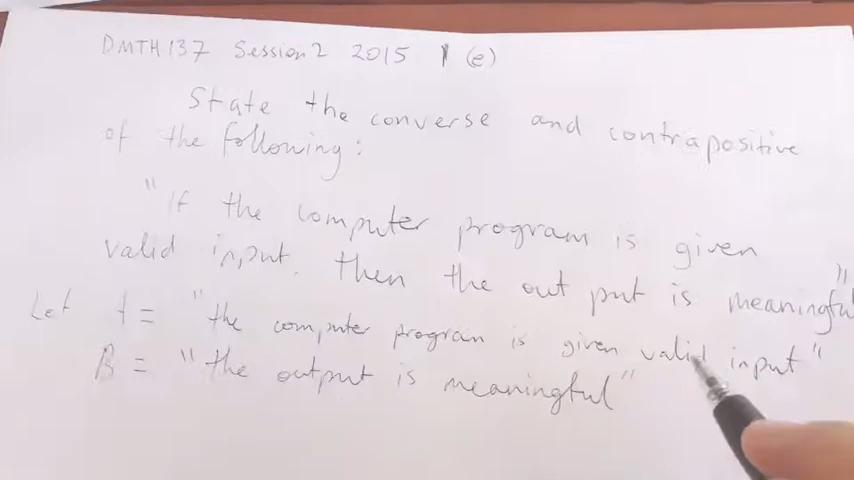 DMTH137 Session 2 2015 1 (e)
State the converse and contrapositive
of the following:
"If the computer program is given
valid input, then the output is meaningful"
Let A = "the computer program is given valid input"
B = "the output is meaningful"